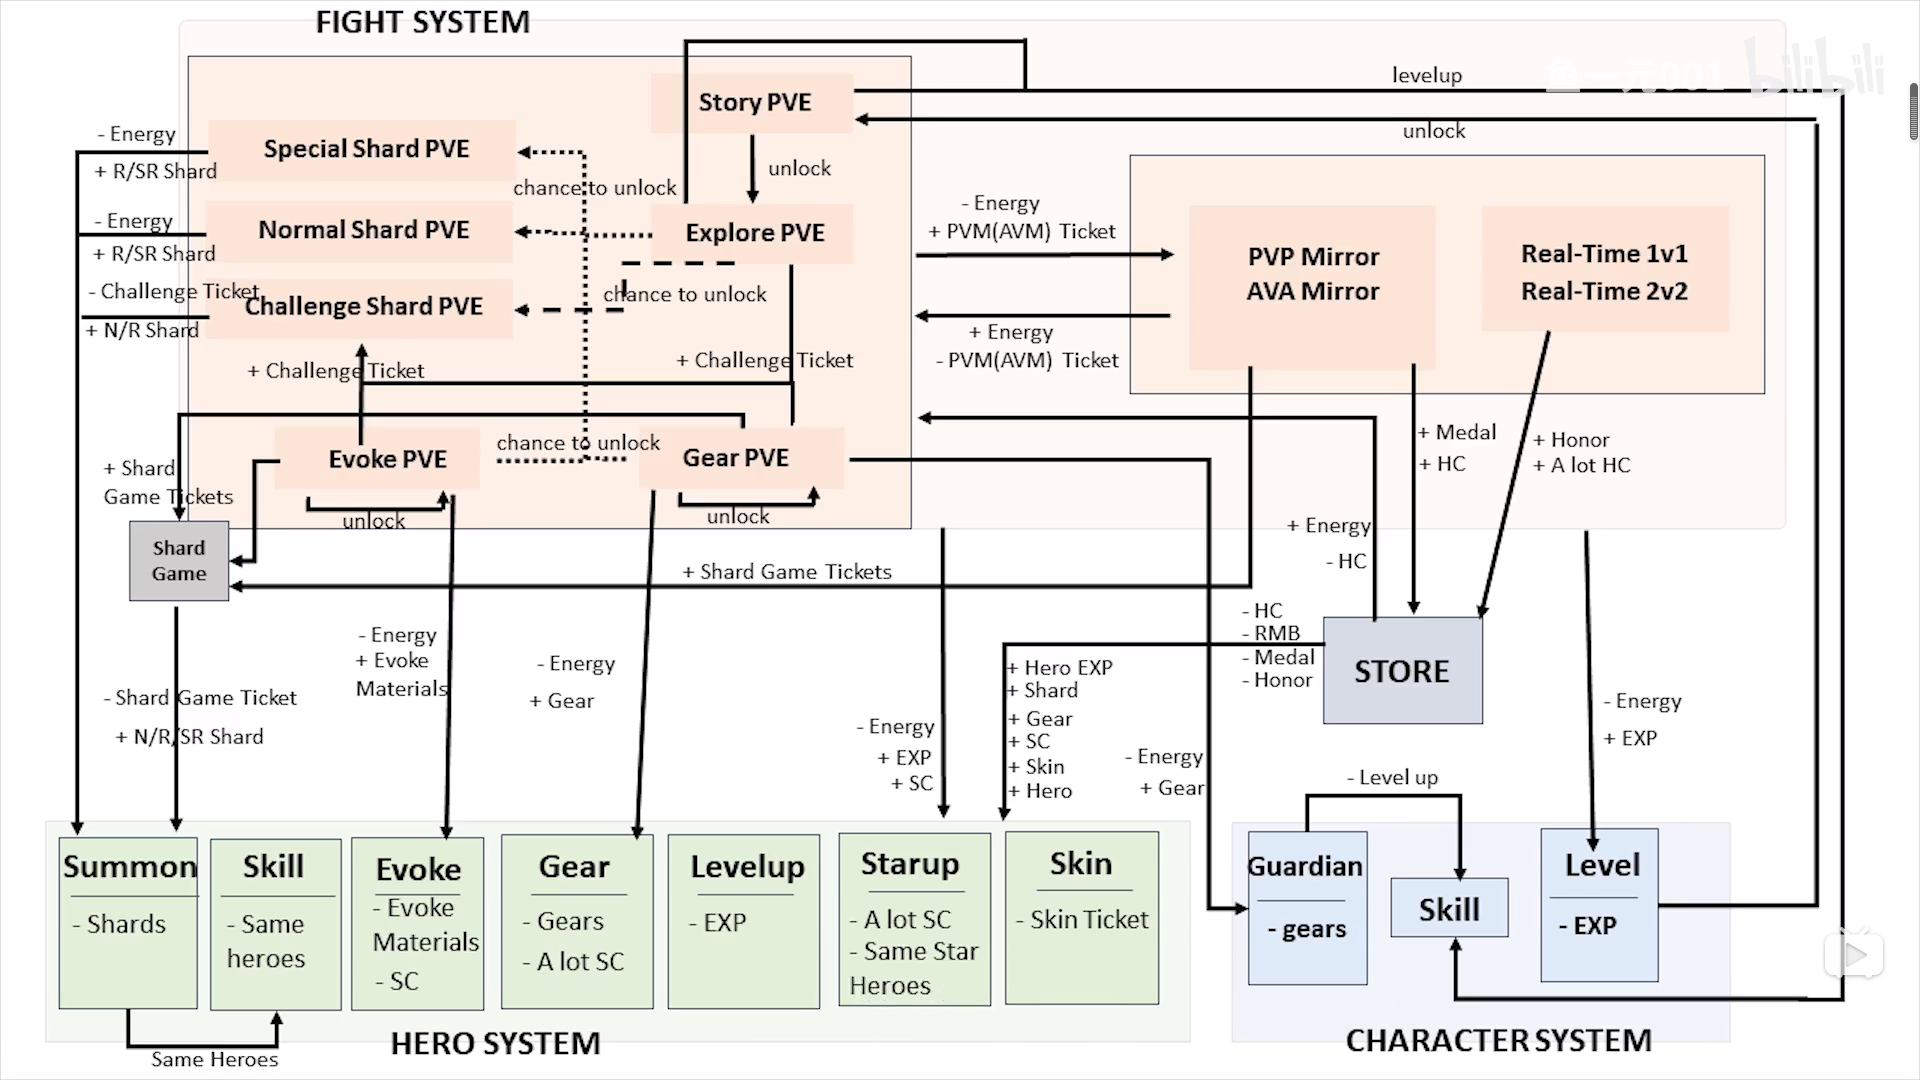 FIGHT SYSTEM
levelup
bilibili
Story PVE
unlock
- Energy
Special Shard PVE
+ R/SR Shard
unlock
chance to unlock
- Energy
Normal Shard PVE
Explore PVE
+ R/SR Shard
- Energy
+ PVM(AVM) Ticket
PVP Mirror
AVA Mirror
Real-Time 1v1
Real-Time 2v2
- Challenge Ticket
Challenge Shard PVE
chance to unlock
+ N/R Shard
+ Energy
- PVM(AVM) Ticket
+ Challenge Ticket
+ Challenge Ticket
chance to unlock
Evoke PVE
Gear PVE
+ Medal
+ HC
+ Honor
+ A lot HC
+ Shard
Game Tickets
unlock
unlock
+ Energy
- HC
Shard
Game
+ Shard Game Tickets
- HC
- RMB
- Medal
- Honor
STORE
- Energy
+ Evoke
Materials
- Energy
+ Gear
+ Hero EXP
+ Shard
+ Gear
+ SC
+ Skin
+ Hero
- Shard Game Ticket
+ N/R/SR Shard
- Energy
+ EXP
+ SC
- Energy
+ Gear
- Energy
+ EXP
- Level up
Summon
- Shards
Skill
- Same
heroes
Evoke
- Evoke
Materials
- SC
Gear
- Gears
- A lot SC
Levelup
- EXP
Starup
- A lot SC
- Same Star
Heroes
Skin
- Skin Ticket
Guardian
- gears
Skill
Level
- EXP
Same Heroes
HERO SYSTEM
CHARACTER SYSTEM